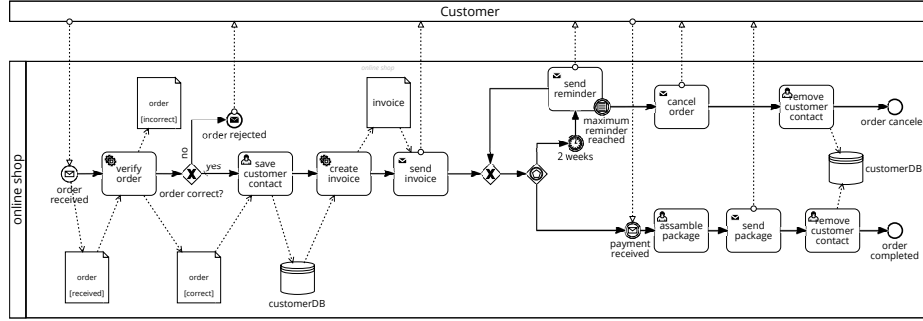 Customer
online shop
online shop
order
[incorrect]
invoice
send
reminder
cancel
order
remove
customer
contact
order cancele
maximum
reminder
reached
order rejected
no
yes
2 weeks
customerDB
order
received
verify
order
order correct?
save
customer
contact
create
invoice
send
invoice
payment
received
assamble
package
send
package
remove
customer
contact
order
completed
order
[received]
order
[correct]
customerDB